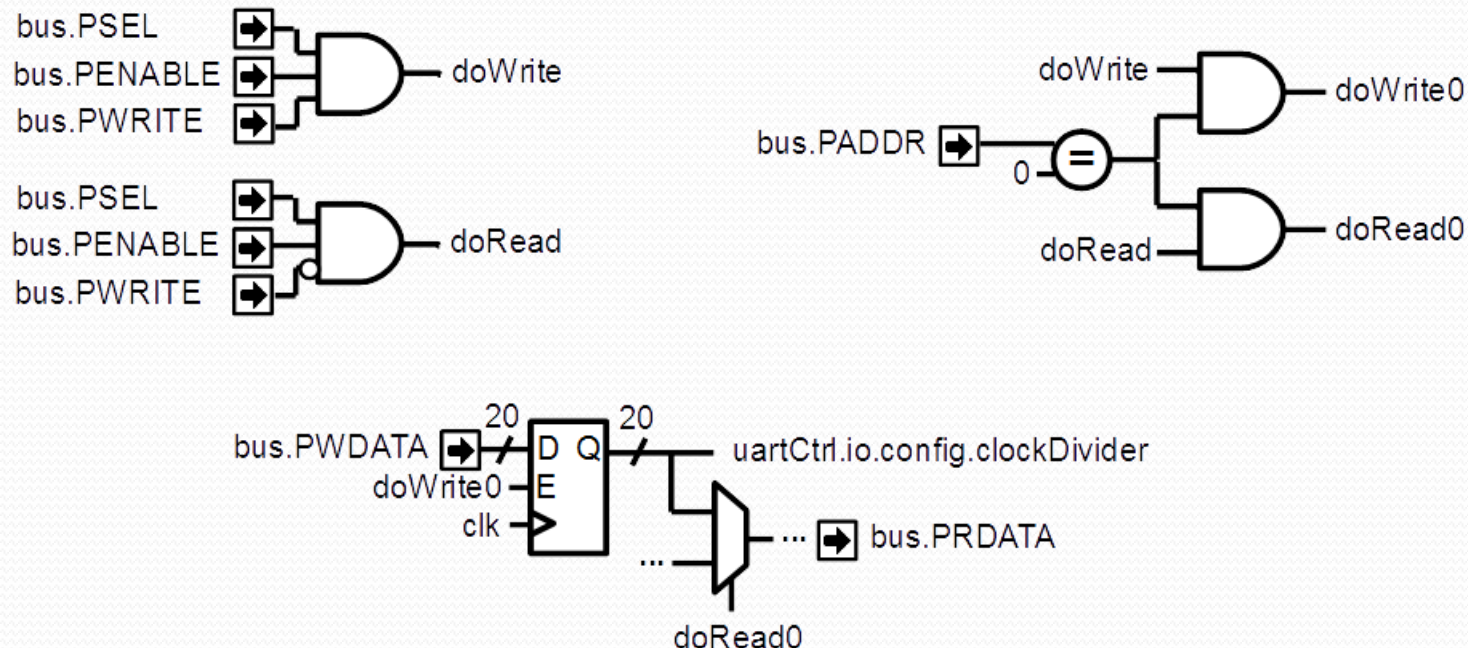 bus.PSEL
bus.PENABLE
bus.PWRITE
doWrite
bus.PSEL
bus.PENABLE
bus.PWRITE
doRead
doWrite
doWrite0
bus.PADDR
=
0
doRead
doRead0
20
20
bus.PWDATA
D Q
uartCtrl.io.config.clockDivider
doWrite0
E
clk
... bus.PRDATA
...
doRead0